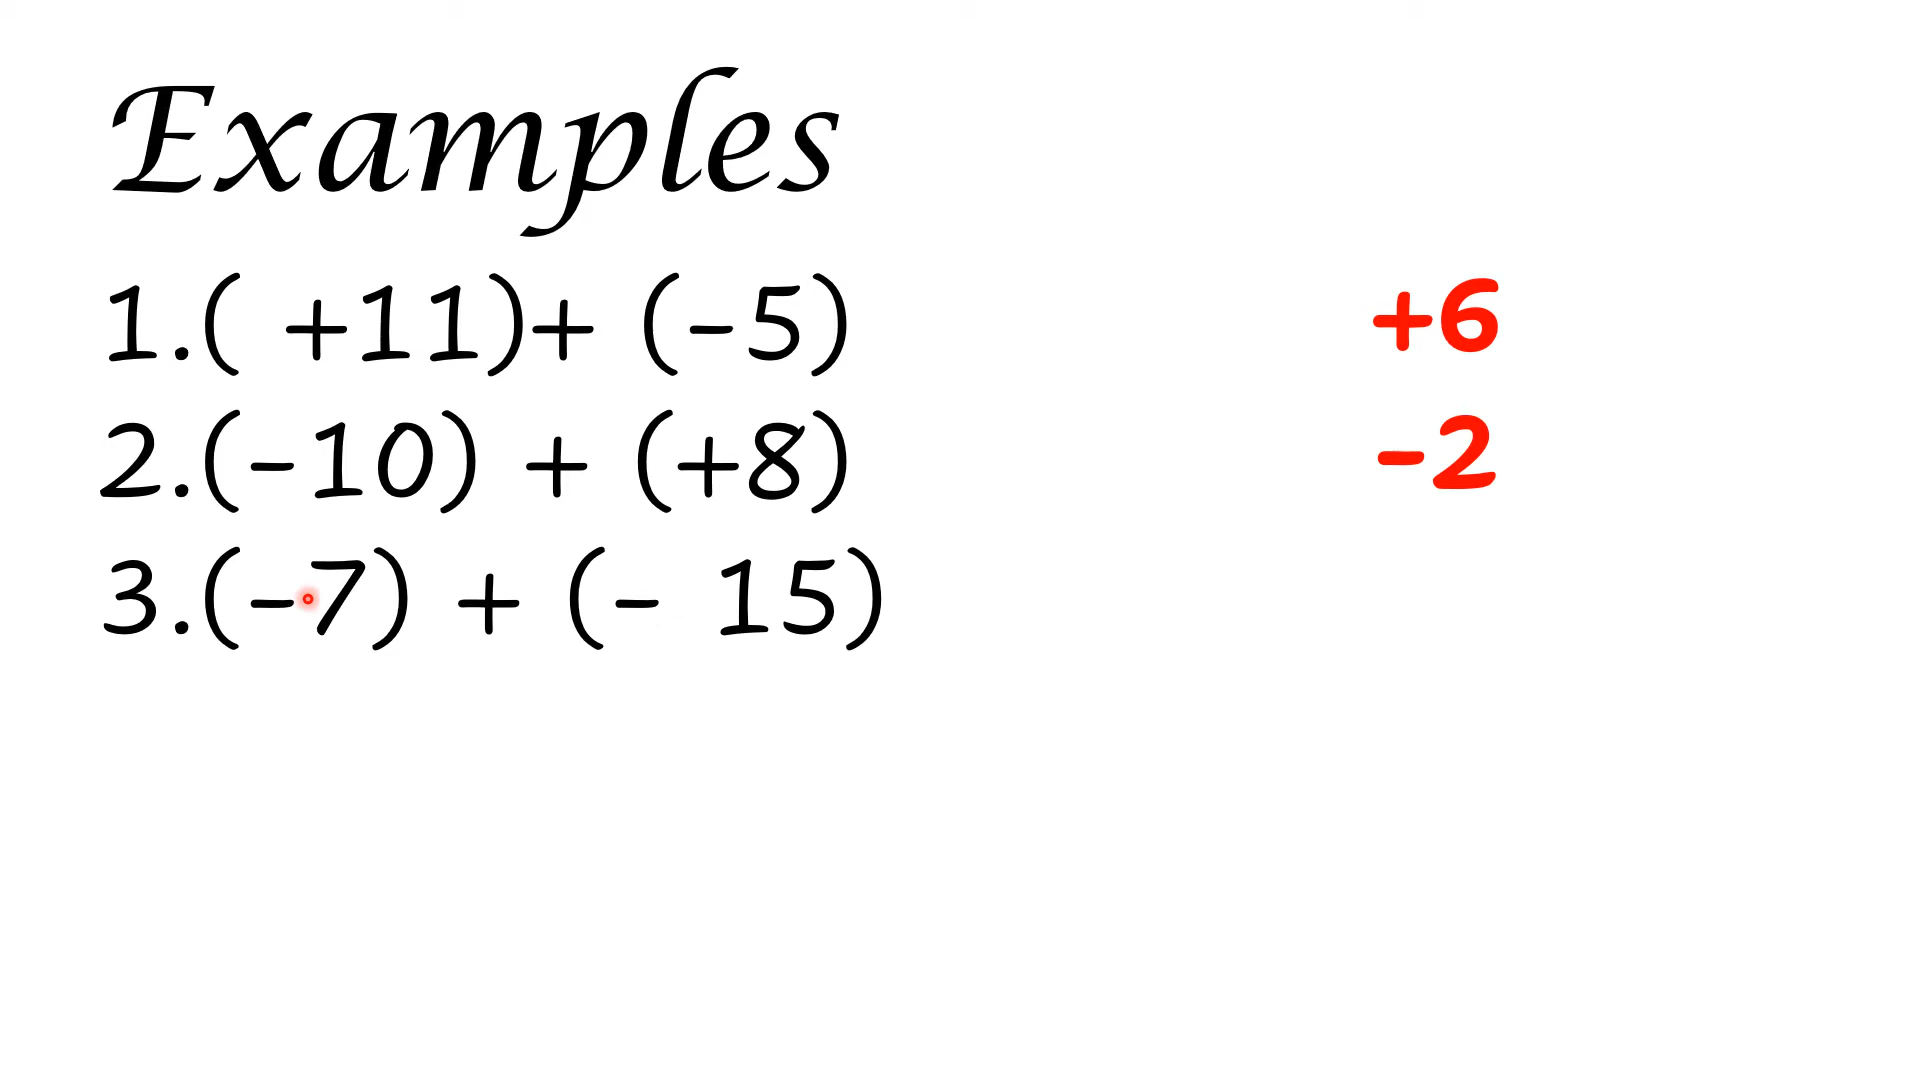 Examples
1.( +11)+ (-5) +6
2.(-10) + (+8) -2
3.(-7) + (- 15)